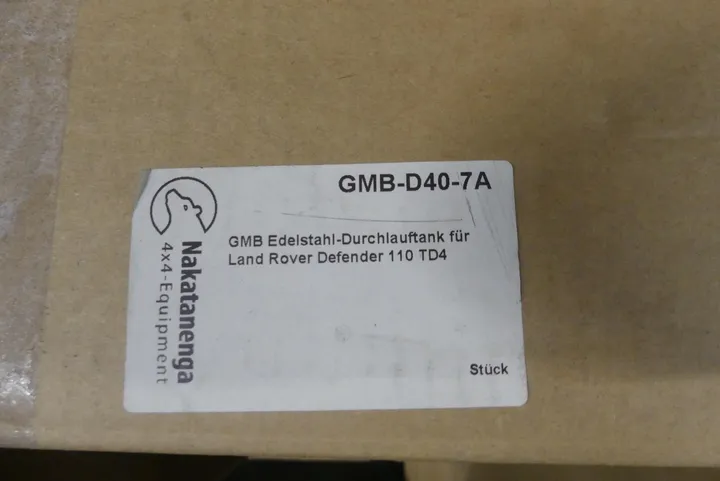 GMB-D40-7A
Nakatanenga
4x4-Equipment
GMB Edelstahl-Durchlauftank für
Land Rover Defender 110 TD4
Stück